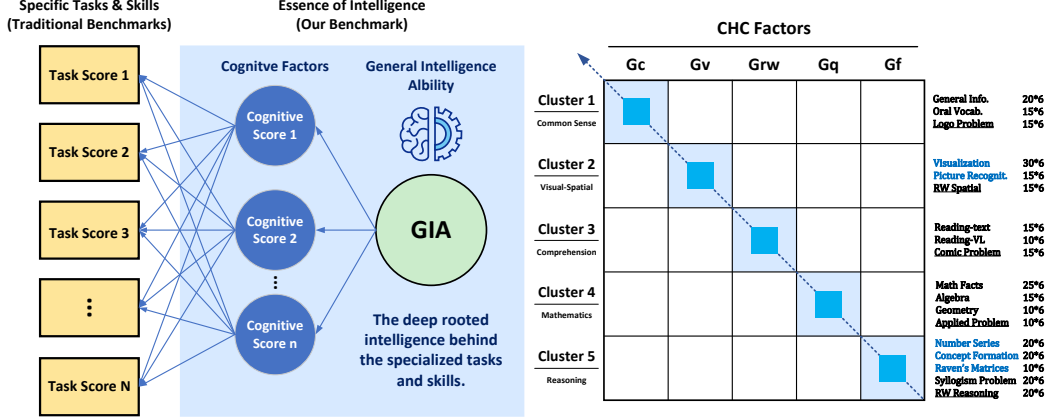 Specific Tasks & Skills
(Traditional Benchmarks)
Task Score 1
Task Score 2
Task Score 3
...
Task Score N
Essence of Intelligence
(Our Benchmark)
Cognitve Factors
Cognitive
Score 1
Cognitive
Score 2
...
Cognitive
Score n
General Intelligence
Albility
GIA
The deep rooted
intelligence behind
the specialized tasks
and skills.
CHC Factors
Gc Gv Grw Gq Gf
Cluster 1
Common Sense
General Info. 20*6
Oral Vocab. 15*6
Logo Problem 15*6
Cluster 2
Visual-Spatial
Visualization 30*6
Picture Recognit. 15*6
RW Spatial 15*6
Cluster 3
Comprehension
Reading-text 15*6
Reading-VL 10*6
Comic Problem 15*6
Cluster 4
Mathematics
Math Facts 25*6
Algebra 15*6
Geometry 10*6
Applied Problem 10*6
Cluster 5
Reasoning
Number Series 20*6
Concept Formation 20*6
Raven's Matrices 10*6
Syllogism Problem 20*6
RW Reasoning 20*6